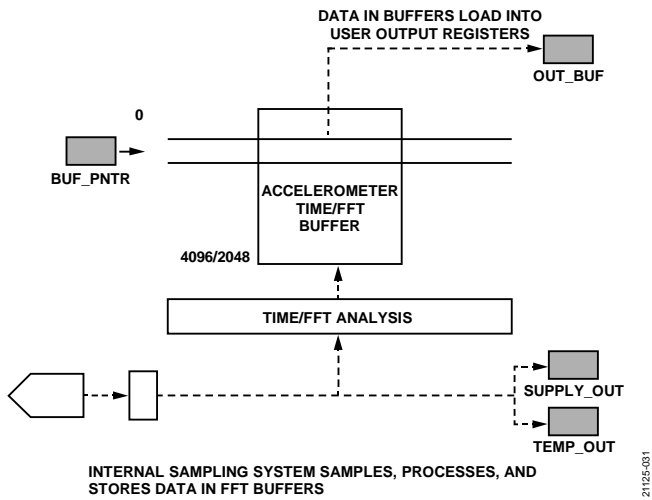 DATA IN BUFFERS LOAD INTO
USER OUTPUT REGISTERS
OUT_BUF
0
BUF_PNTR
ACCELEROMETER
TIME/FFT
BUFFER
4096/2048
TIME/FFT ANALYSIS
SUPPLY_OUT
TEMP_OUT
INTERNAL SAMPLING SYSTEM SAMPLES, PROCESSES, AND
STORES DATA IN FFT BUFFERS
21125-031